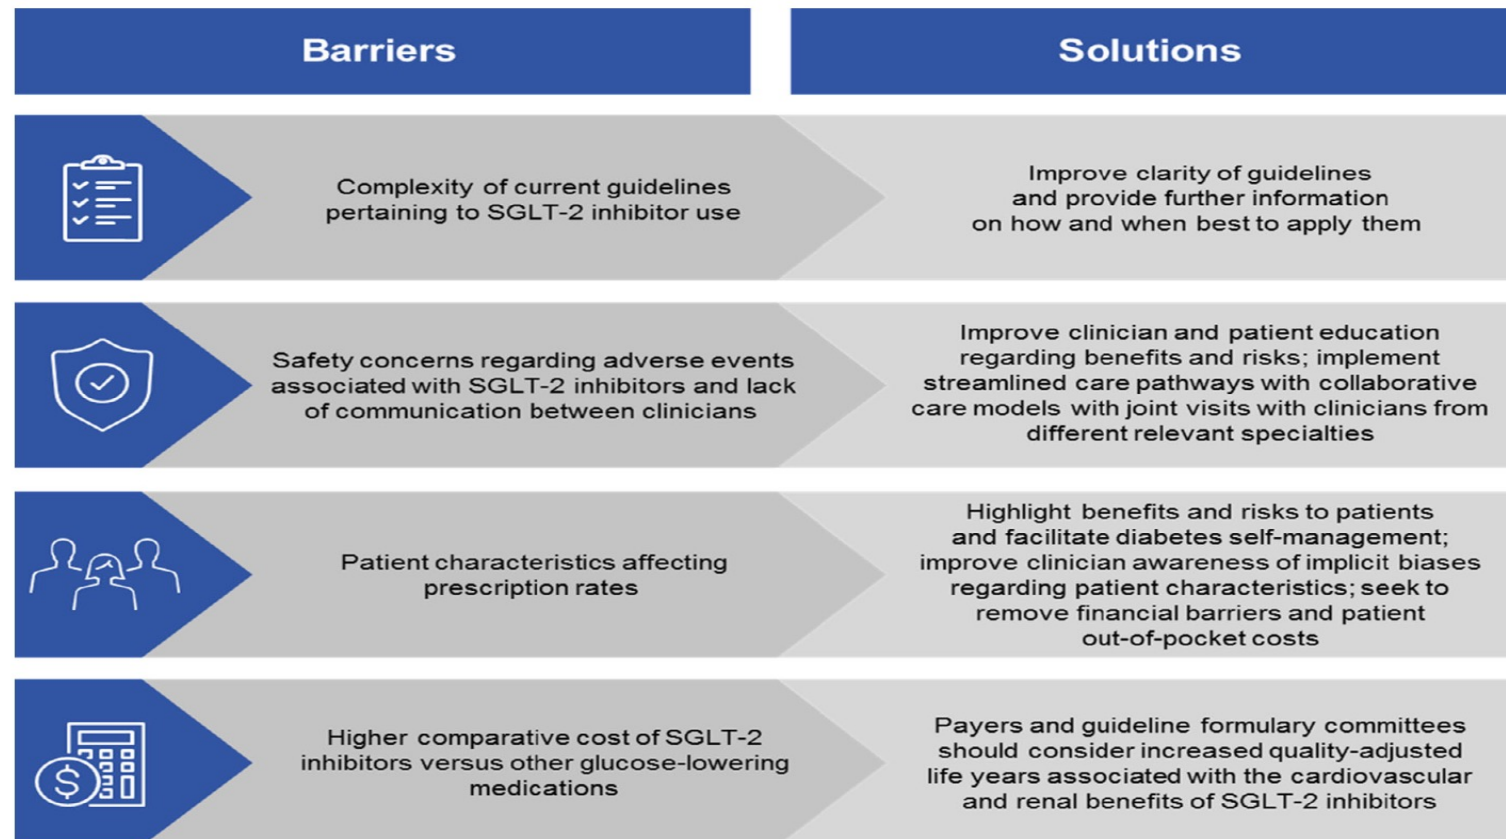 Barriers
Solutions
Complexity of current guidelines
pertaining to SGLT-2 inhibitor use
Improve clarity of guidelines
and provide further information
on how and when best to apply them
Safety concerns regarding adverse events
associated with SGLT-2 inhibitors and lack
of communication between clinicians
Improve clinician and patient education
regarding benefits and risks; implement
streamlined care pathways with collaborative
care models with joint visits with clinicians from
different relevant specialties
Patient characteristics affecting
prescription rates
Highlight benefits and risks to patients
and facilitate diabetes self-management;
improve clinician awareness of implicit biases
regarding patient characteristics; seek to
remove financial barriers and patient
out-of-pocket costs
$
Higher comparative cost of SGLT-2
inhibitors versus other glucose-lowering
medications
Payers and guideline formulary committees
should consider increased quality-adjusted
life years associated with the cardiovascular
and renal benefits of SGLT-2 inhibitors